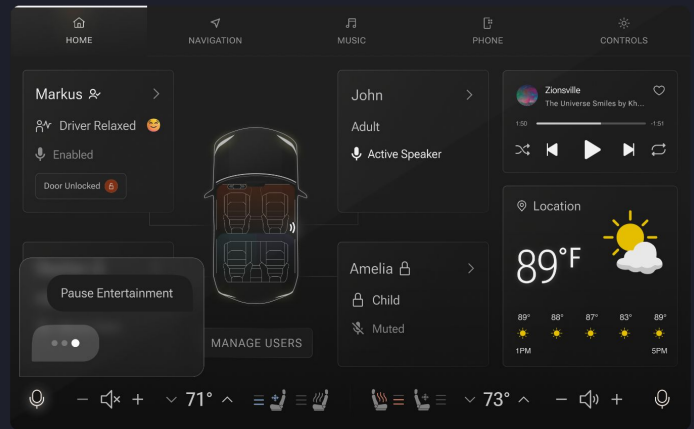 HOME
NAVIGATION
MUSIC
PHONE
CONTROLS
Markus
Driver Relaxed
Enabled
Door Unlocked
John
Adult
Active Speaker
Zionsville
The Universe Smiles by Kh...
1:50
-1:51
Location
89°F
89° 88° 87° 83° 89°
1PM 5PM
Amelia
Child
Muted
Pause Entertainment
MANAGE USERS
71°
73°